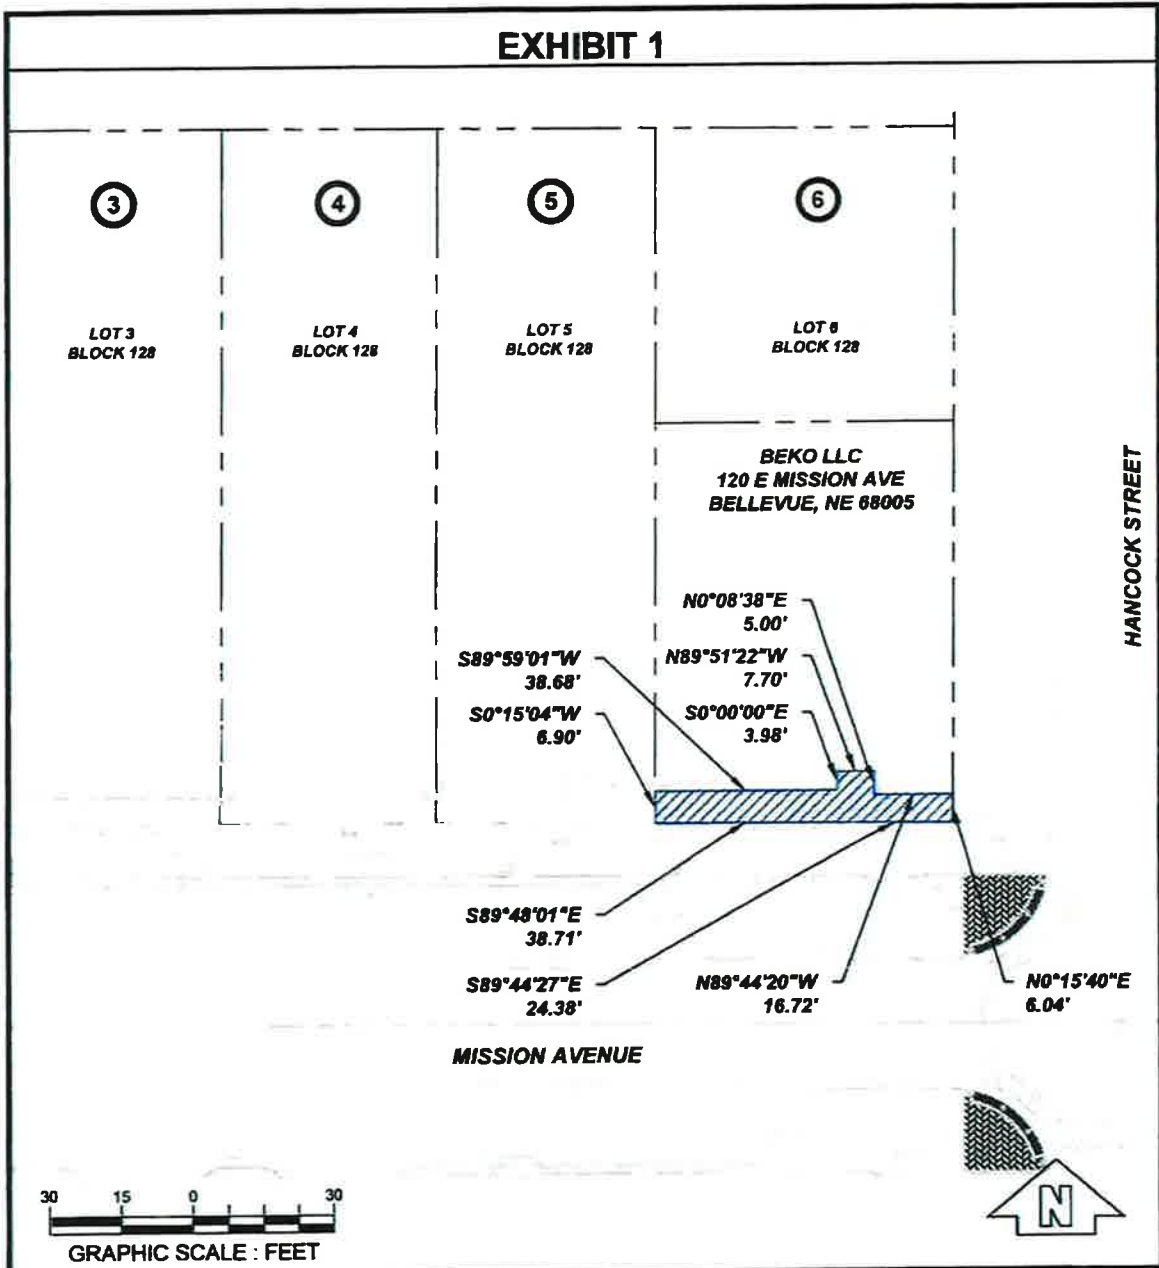 EXHIBIT 1
3
4
5
6
LOT 3
BLOCK 128
LOT 4
BLOCK 128
LOT 5
BLOCK 128
LOT 6
BLOCK 128
BEKO LLC
120 E MISSION AVE
BELLEVUE, NE 68005
HANCOCK STREET
N0°08'38"E
5.00'
S89°59'01"W
38.68'
N89°51'22"W
7.70'
S0°15'04"W
6.90'
S0°00'00"E
3.98'
S89°48'01"E
38.71'
S89°44'27"E
24.38'
N89°44'20"W
16.72'
N0°15'40"E
6.04'
MISSION AVENUE
30 15 0 30
GRAPHIC SCALE : FEET
N